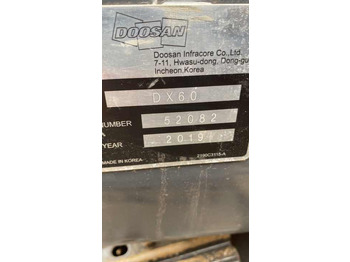 DOOSAN
Doosan Infracore Co.,Ltd.
7-11, Hwasu-dong, Dong-gu
Incheon,Korea
DX60
NUMBER 52082
YEAR 2019
MADE IN KOREA